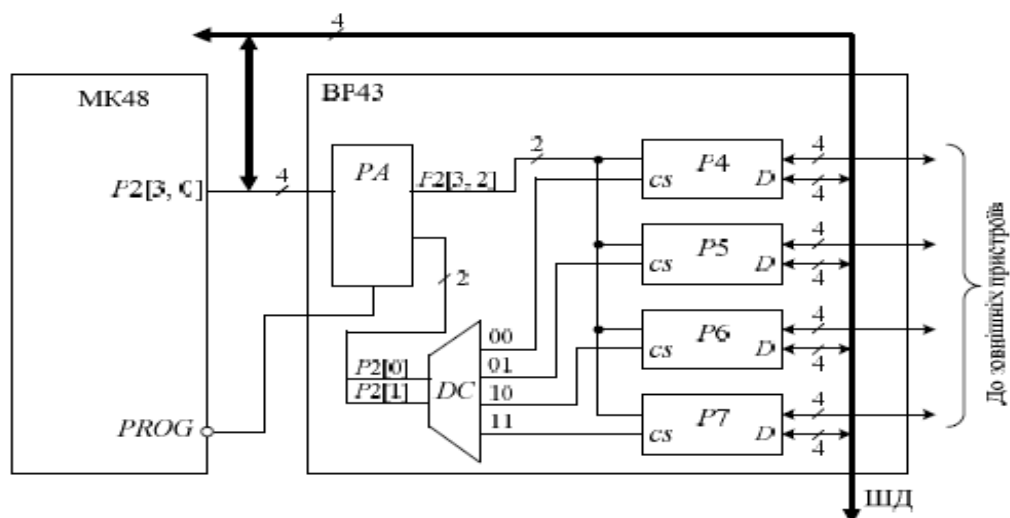 4
МК48
ВР43
P2[3, 0]
4
PA
P2[3, 2]
2
2
P2[0]
P2[1]
DC
00
01
10
11
PROG
P4
cs
D
4
4
P5
cs
D
4
4
P6
cs
D
4
4
P7
cs
D
4
4
До зовнішніх пристроїв
ШД